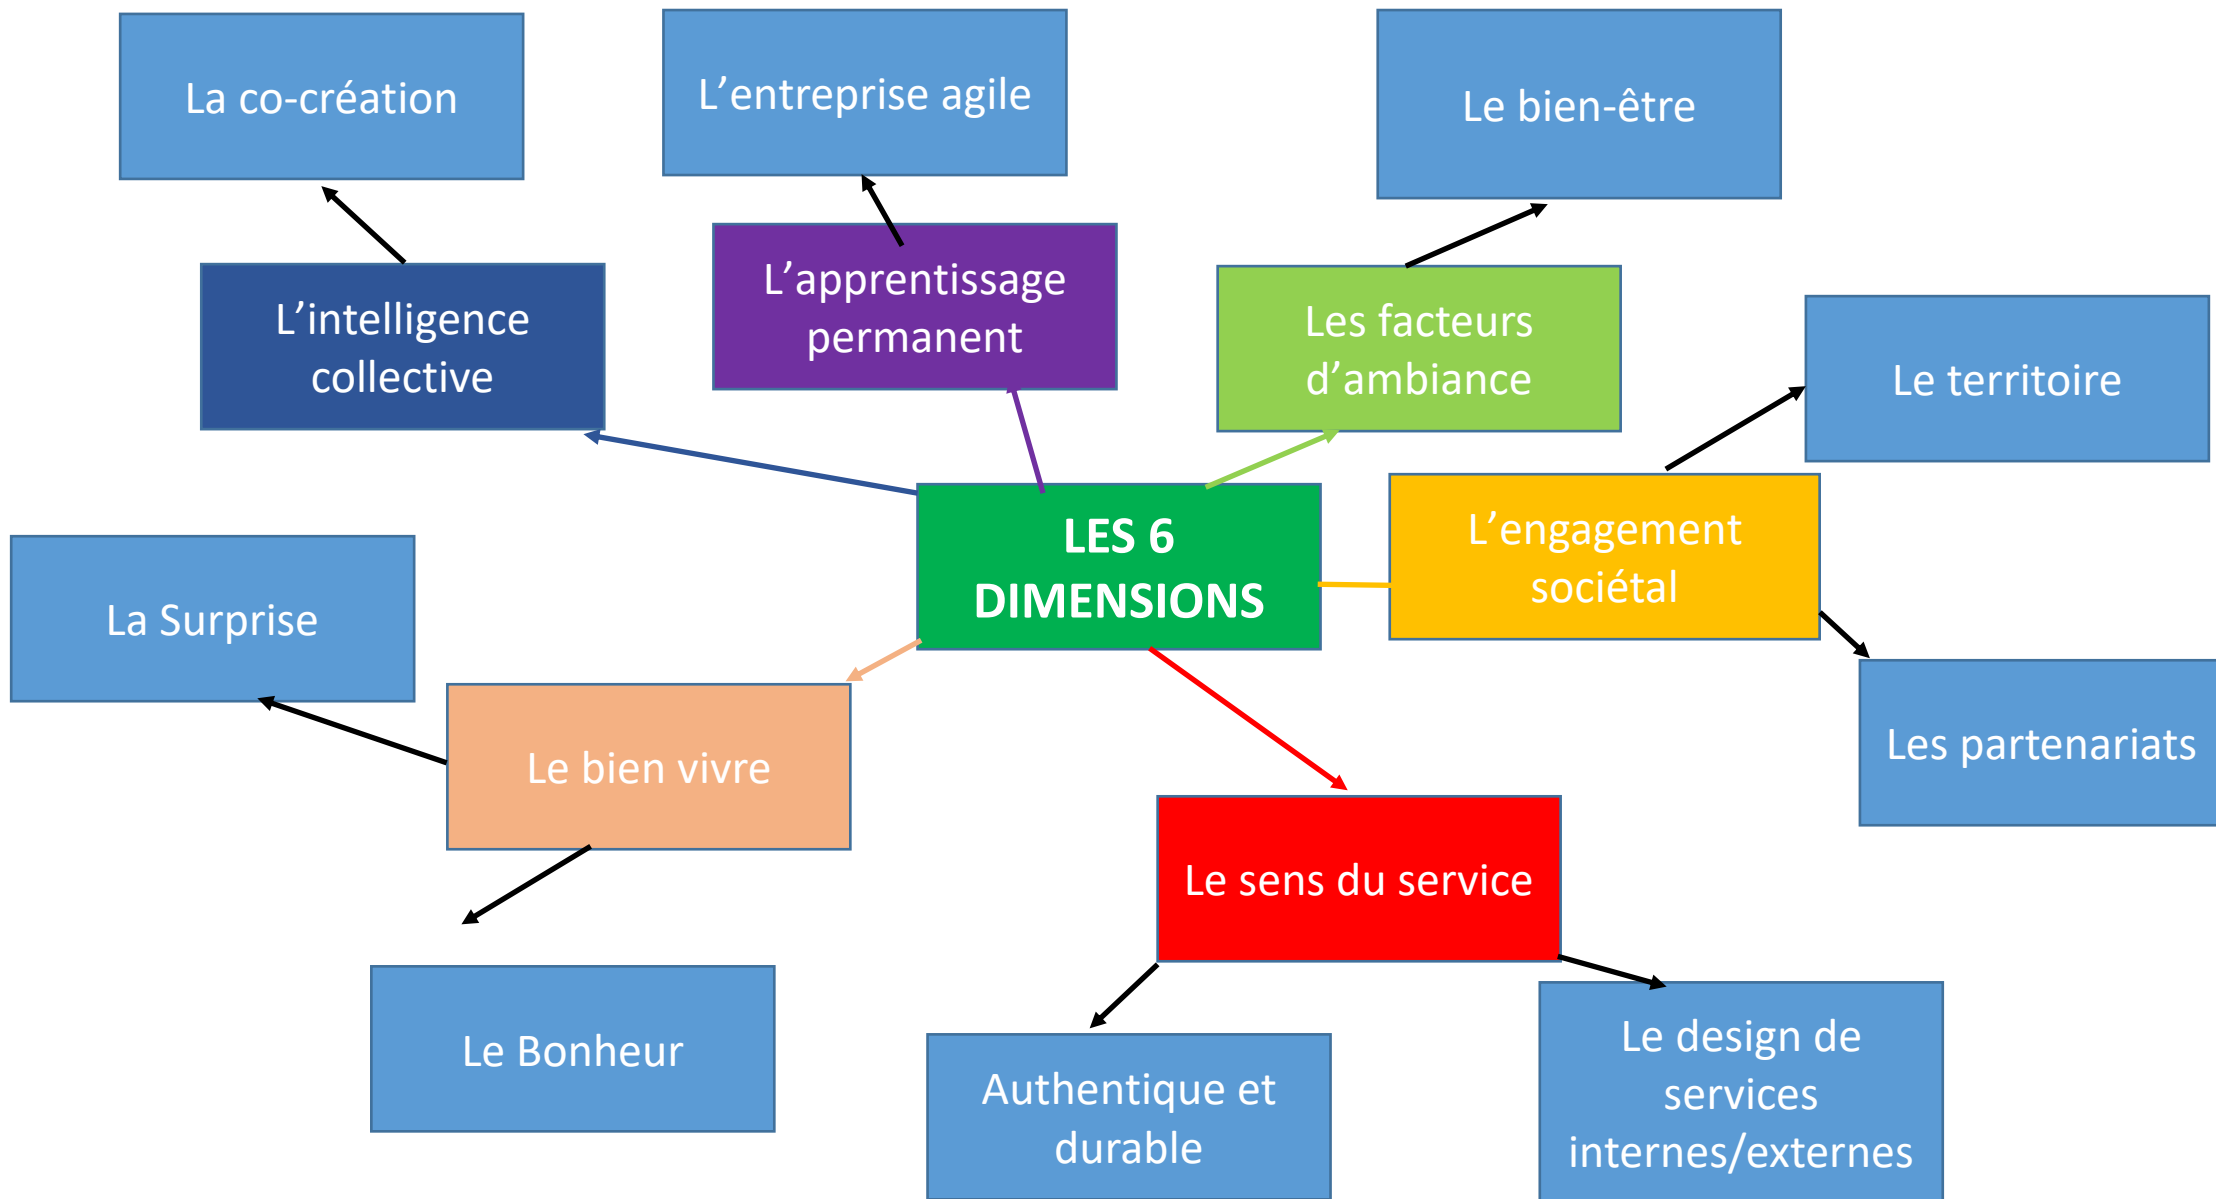 La co-création
L’entreprise agile
Le bien-être
L’intelligence
collective
L’apprentissage
permanent
Les facteurs
d’ambiance
Le territoire
LES 6
DIMENSIONS
L’engagement
sociétal
La Surprise
Le bien vivre
Les partenariats
Le sens du service
Le Bonheur
Authentique et
durable
Le design de
services
internes/externes